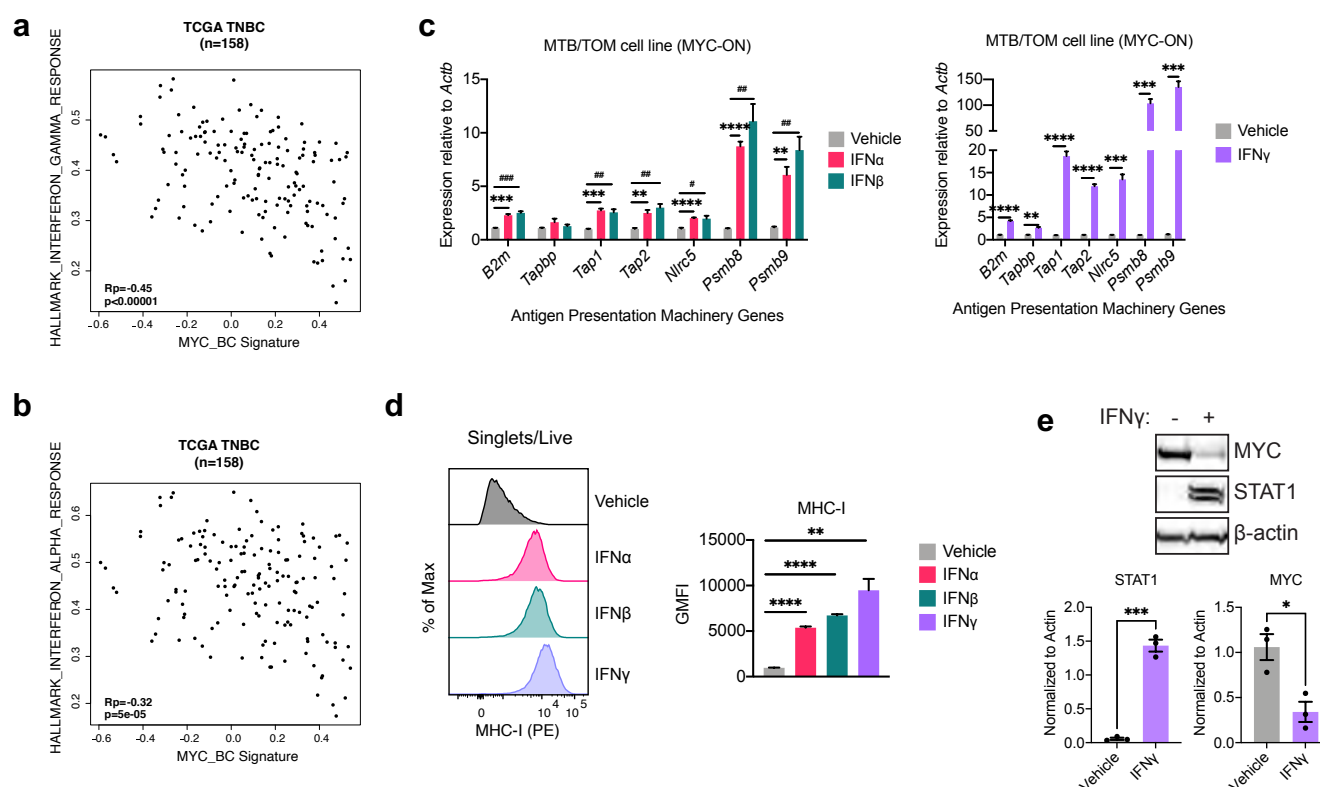 a
TCGA TNBC
(n=158)
HALLMARK_INTERFERON_GAMMA_RESPONSE
0.5
0.4
0.3
0.2
Rp=-0.45
p<0.00001
-0.6 -0.4 -0.2 0.0 0.2 0.4
MYC_BC Signature
b
TCGA TNBC
(n=158)
HALLMARK_INTERFERON_ALPHA_RESPONSE
0.6
0.5
0.4
0.3
0.2
Rp=-0.32
p=5e-05
-0.6 -0.4 -0.2 0.0 0.2 0.4
MYC_BC Signature
c
MTB/TOM cell line (MYC-ON)
Expression relative to Actb
15
10
5
0
### *** ## *** ## ** # **** ## **** ## **
B2m Tapbp Tap1 Tap2 Nlrc5 Psmb8 Psmb9
Antigen Presentation Machinery Genes
Vehicle
IFNα
IFNβ
MTB/TOM cell line (MYC-ON)
Expression relative to Actb
150
100
50
20
15
10
5
0
**** ** **** **** *** *** ***
B2m Tapbp Tap1 Tap2 Nlrc5 Psmb8 Psmb9
Antigen Presentation Machinery Genes
Vehicle
IFNγ
d
Singlets/Live
% of Max
Vehicle
IFNα
IFNβ
IFNγ
0 10^4 10^5
MHC-I (PE)
MHC-I
GMFI
15000
10000
5000
0
**
****
****
Vehicle
IFNα
IFNβ
IFNγ
e
IFNγ: - +
MYC
STAT1
β-actin
STAT1
Normalized to Actin
2.0
1.5
1.0
0.5
0.0
***
Vehicle IFNγ
MYC
Normalized to Actin
1.5
1.0
0.5
0.0
*
Vehicle IFNγ